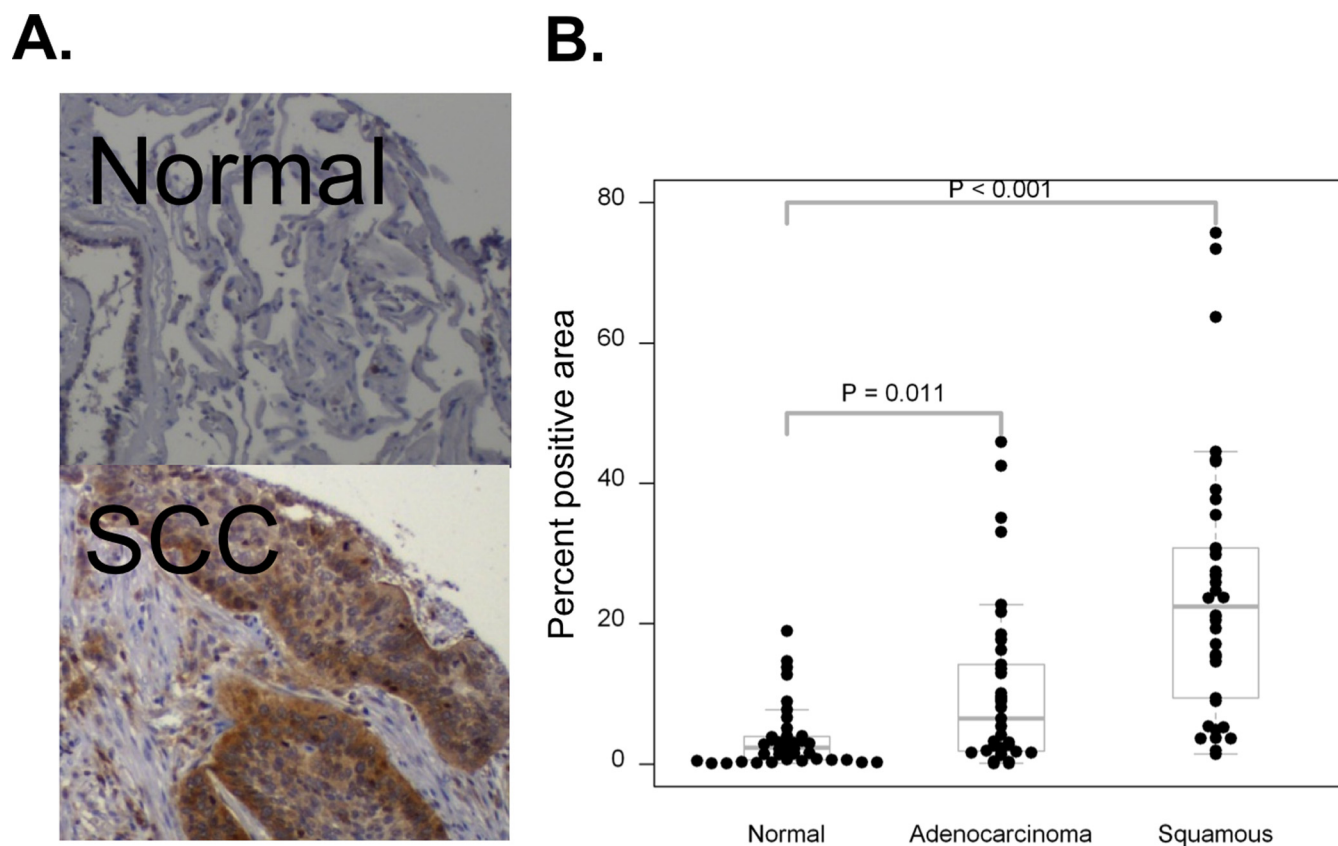 A.
B.
Normal
SCC
Percent positive area
80
60
40
20
0
P < 0.001
P = 0.011
Normal
Adenocarcinoma
Squamous